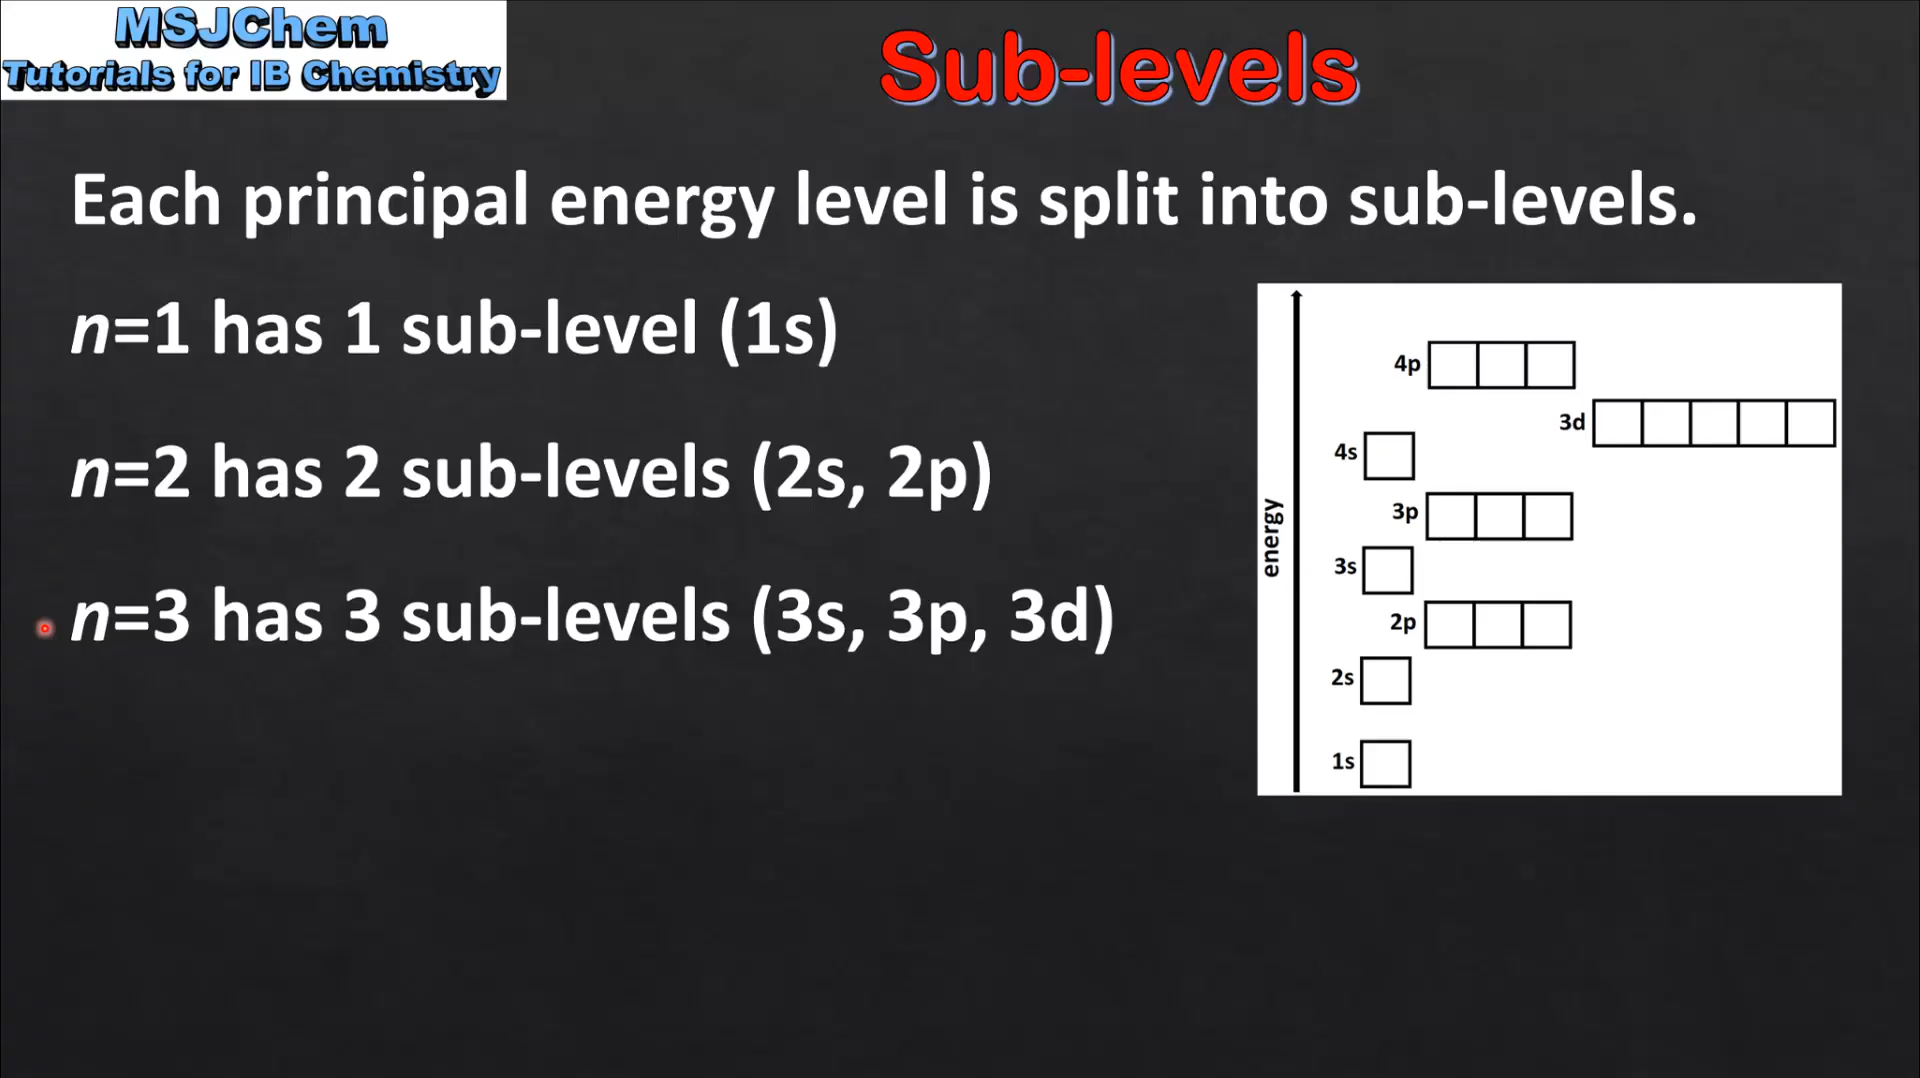 MSJChem
Tutorials for IB Chemistry
Sub-levels
Each principal energy level is split into sub-levels.
n=1 has 1 sub-level (1s)
n=2 has 2 sub-levels (2s, 2p)
n=3 has 3 sub-levels (3s, 3p, 3d)
energy
4p
3d
4s
3p
3s
2p
2s
1s